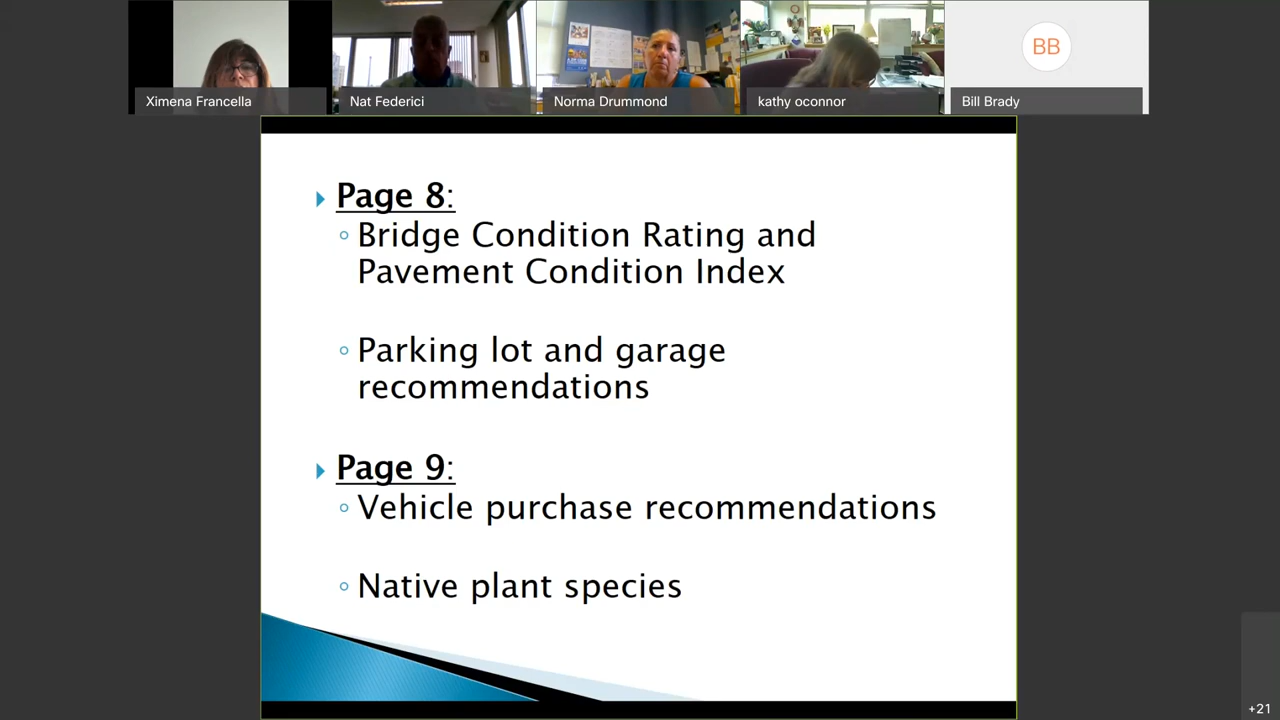 Ximena Francella
Nat Federici
Norma Drummond
kathy oconnor
BB
Bill Brady
Page 8:
Bridge Condition Rating and
Pavement Condition Index
Parking lot and garage
recommendations
Page 9:
Vehicle purchase recommendations
Native plant species
+21